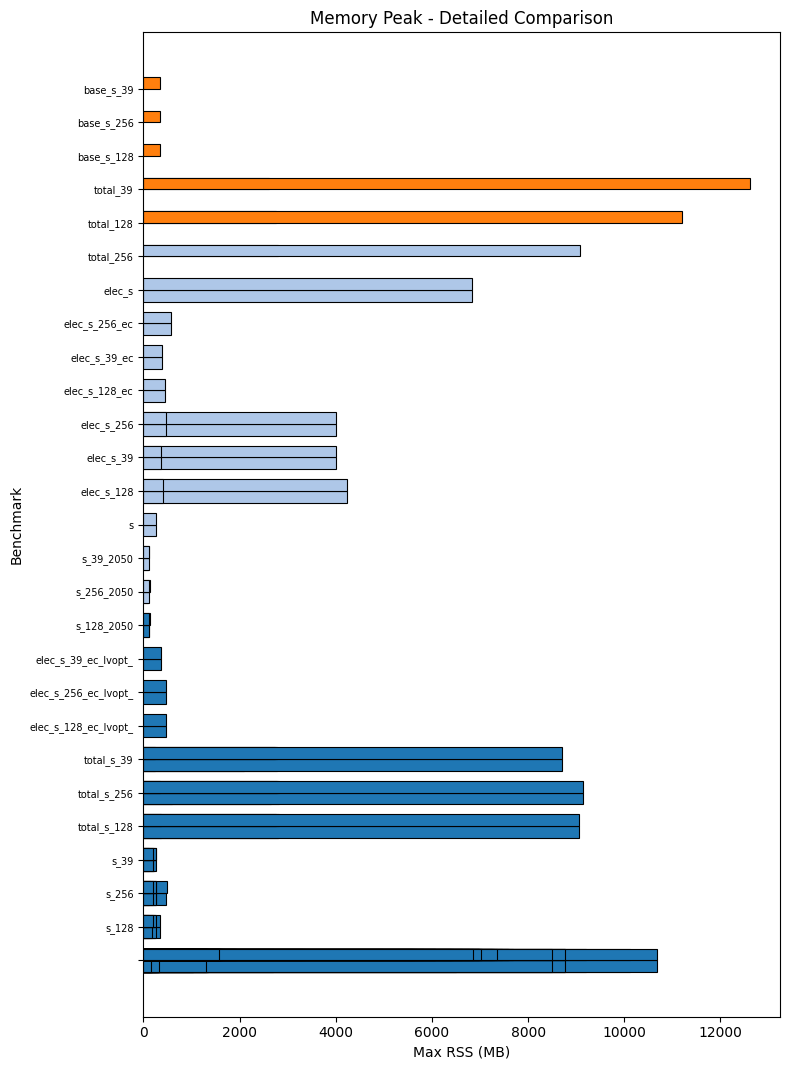 Memory Peak - Detailed Comparison
base_s_39
base_s_256
base_s_128
total_39
total_128
total_256
elec_s
elec_s_256_ec
elec_s_39_ec
elec_s_128_ec
elec_s_256
elec_s_39
elec_s_128
s
s_39_2050
s_256_2050
s_128_2050
elec_s_39_ec_lvopt_
elec_s_256_ec_lvopt_
elec_s_128_ec_lvopt_
total_s_39
total_s_256
total_s_128
s_39
s_256
s_128
Benchmark
0 2000 4000 6000 8000 10000 12000
Max RSS (MB)